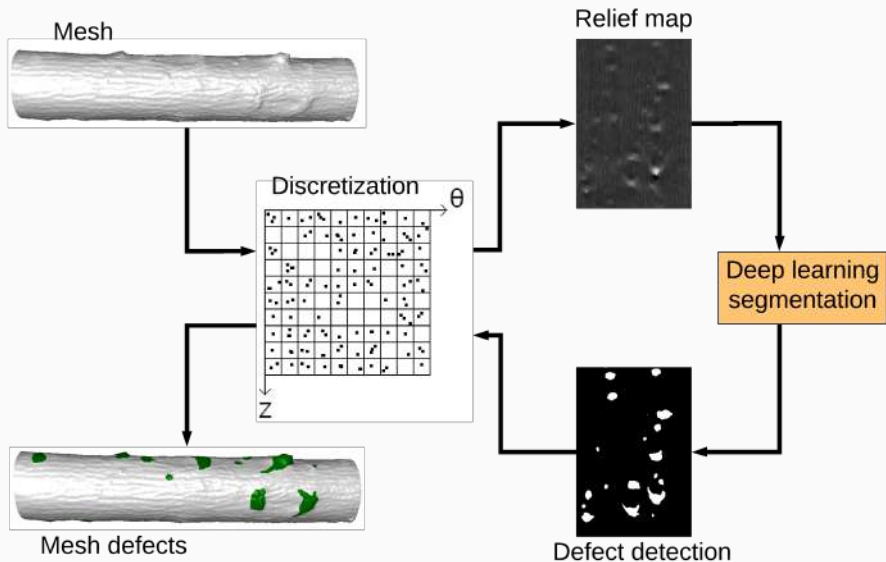 Mesh
Relief map
Discretization
θ
Z
Deep learning
segmentation
Mesh defects
Defect detection